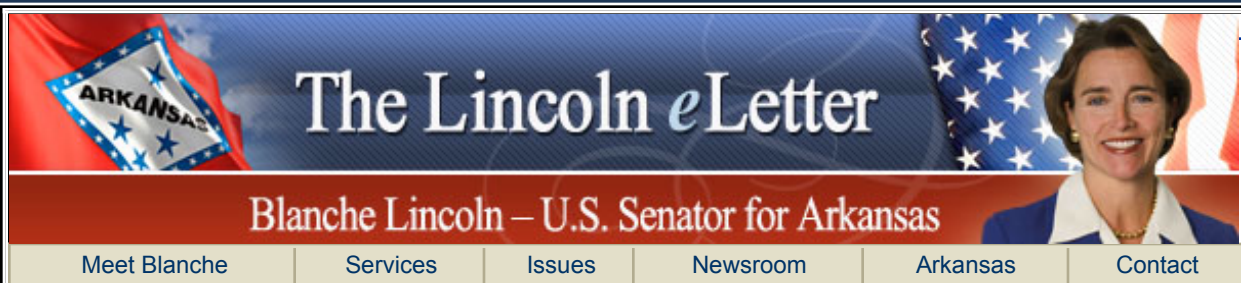 ARKANSAS
The Lincoln eLetter
Blanche Lincoln – U.S. Senator for Arkansas
Meet Blanche Services Issues Newsroom Arkansas Contact